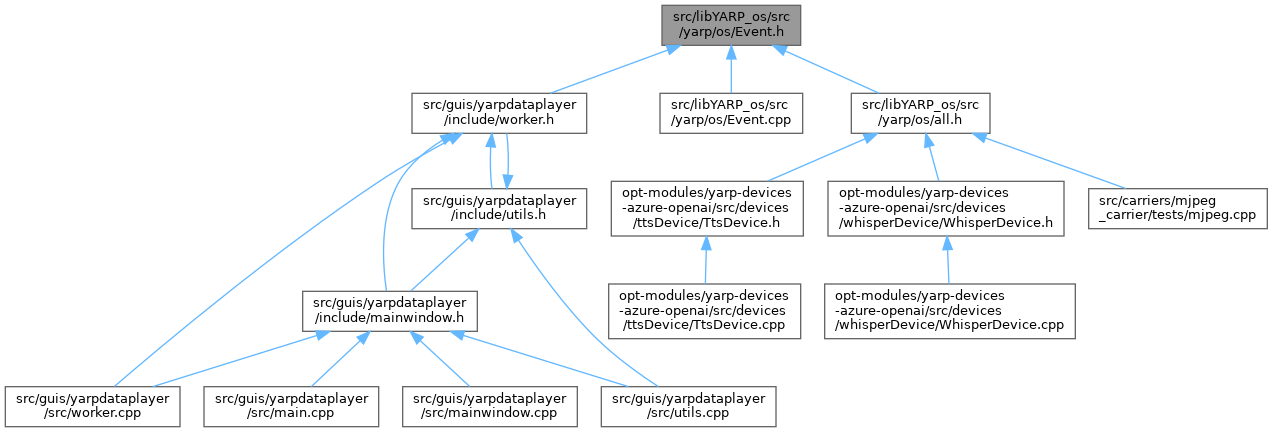 src/libYARP_os/src
/yarp/os/Event.h
src/guis/yarpdataplayer
/include/worker.h
src/libYARP_os/src
/yarp/os/Event.cpp
src/libYARP_os/src
/yarp/os/all.h
src/guis/yarpdataplayer
/include/utils.h
opt-modules/yarp-devices
-azure-openai/src/devices
/ttsDevice/TtsDevice.h
opt-modules/yarp-devices
-azure-openai/src/devices
/whisperDevice/WhisperDevice.h
src/carriers/mjpeg
_carrier/tests/mjpeg.cpp
src/guis/yarpdataplayer
/include/mainwindow.h
opt-modules/yarp-devices
-azure-openai/src/devices
/ttsDevice/TtsDevice.cpp
opt-modules/yarp-devices
-azure-openai/src/devices
/whisperDevice/WhisperDevice.cpp
src/guis/yarpdataplayer
/src/worker.cpp
src/guis/yarpdataplayer
/src/main.cpp
src/guis/yarpdataplayer
/src/mainwindow.cpp
src/guis/yarpdataplayer
/src/utils.cpp